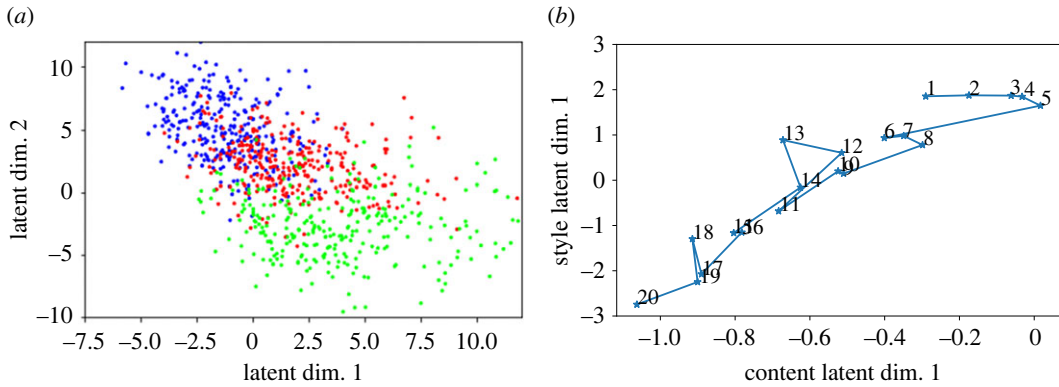 (a)
10
5
0
−5
−10
latent dim. 2
−7.5 −5.0 −2.5 0 2.5 5.0 7.5 10.0
latent dim. 1
(b)
3
2
1
0
−1
−2
−3
style latent dim. 1
1 2 3 4 5
6 7 8
13 12
10 9
14
11
15 16
18
17
19
20
−1.0 −0.8 −0.6 −0.4 −0.2 0
content latent dim. 1